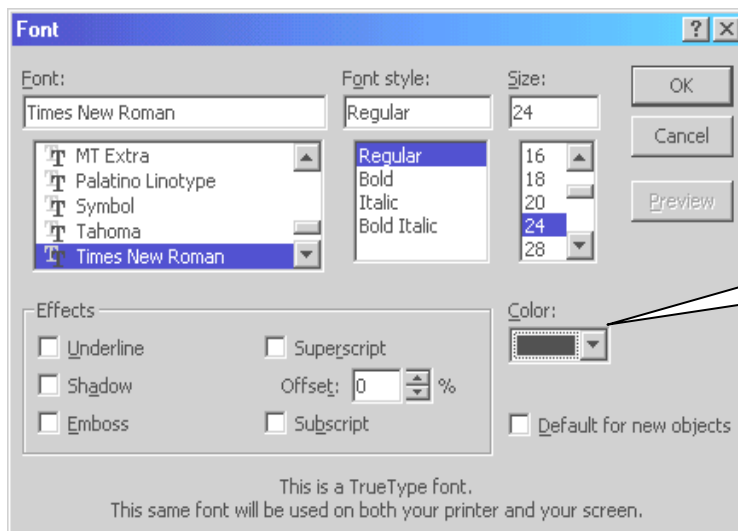 Font
Font: Font style: Size:
Times New Roman Regular 24 OK
MT Extra Regular 16 Cancel
Palatino Linotype Bold 18
Symbol Italic 20 Preview
Tahoma Bold Italic 24
Times New Roman 28
Effects Color:
Underline Superscript
Shadow Offset: 0 %
Emboss Subscript Default for new objects
This is a TrueType font.
This same font will be used on both your printer and your screen.